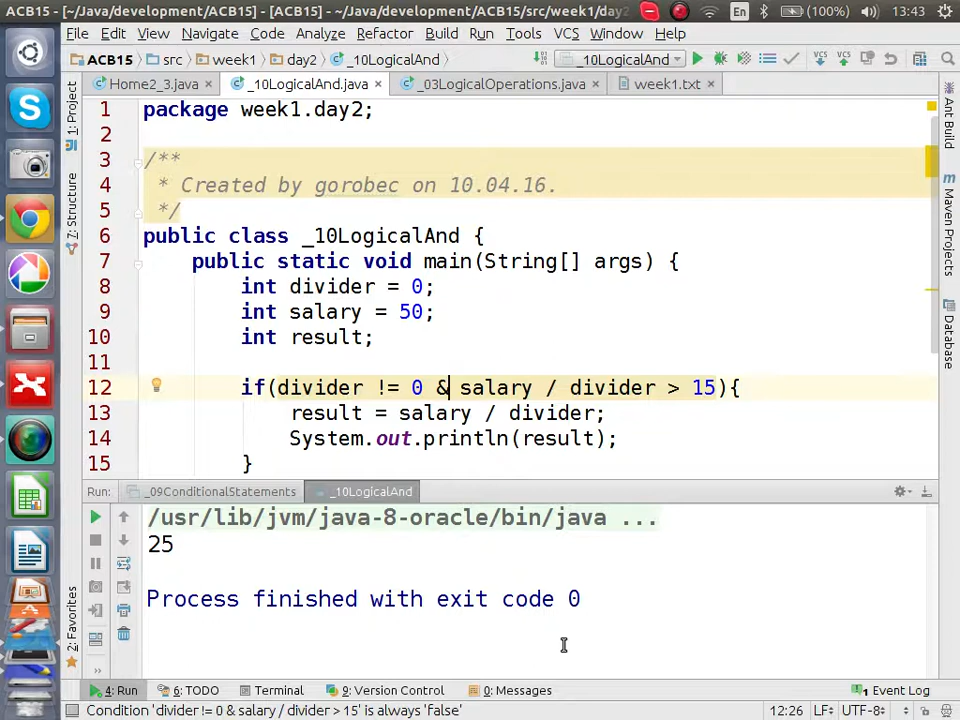 ACB15 - [~/Java/development/ACB15] - [ACB15] - ~/Java/development/ACB15/src/week1/day2
En (100%) 13:43
File Edit View Navigate Code Analyze Refactor Build Run Tools VCS Window Help
ACB15 src week1 day2 _10LogicalAnd _10LogicalAnd VCS VCS
Home2_3.java _10LogicalAnd.java _03LogicalOperations.java week1.txt
1: Project
7: Structure
2: Favorites
1 package week1.day2;
2
3 /**
4 * Created by gorobec on 10.04.16.
5 */
6 public class _10LogicalAnd {
7 public static void main(String[] args) {
8 int divider = 0;
9 int salary = 50;
10 int result;
11
12 if(divider != 0 & salary / divider > 15){
13 result = salary / divider;
14 System.out.println(result);
15 }
Ant Build
Maven Projects
Database
Run: _09ConditionalStatements _10LogicalAnd
/usr/lib/jvm/java-8-oracle/bin/java ...
25
Process finished with exit code 0
4: Run 6: TODO Terminal 9: Version Control 0: Messages 1 Event Log
Condition 'divider != 0 & salary / divider > 15' is always 'false' 12:26 LF UTF-8